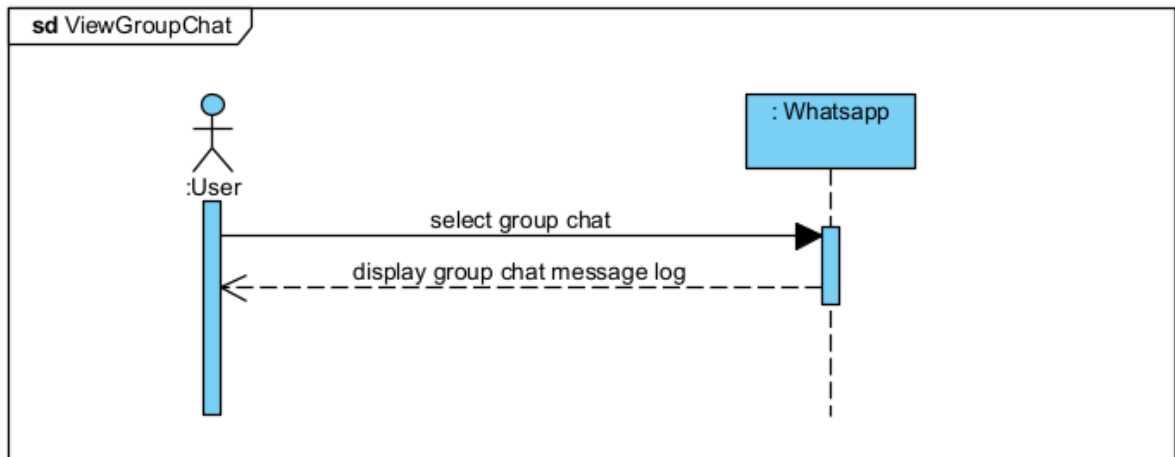 sd ViewGroupChat
: Whatsapp
:User
select group chat
display group chat message log